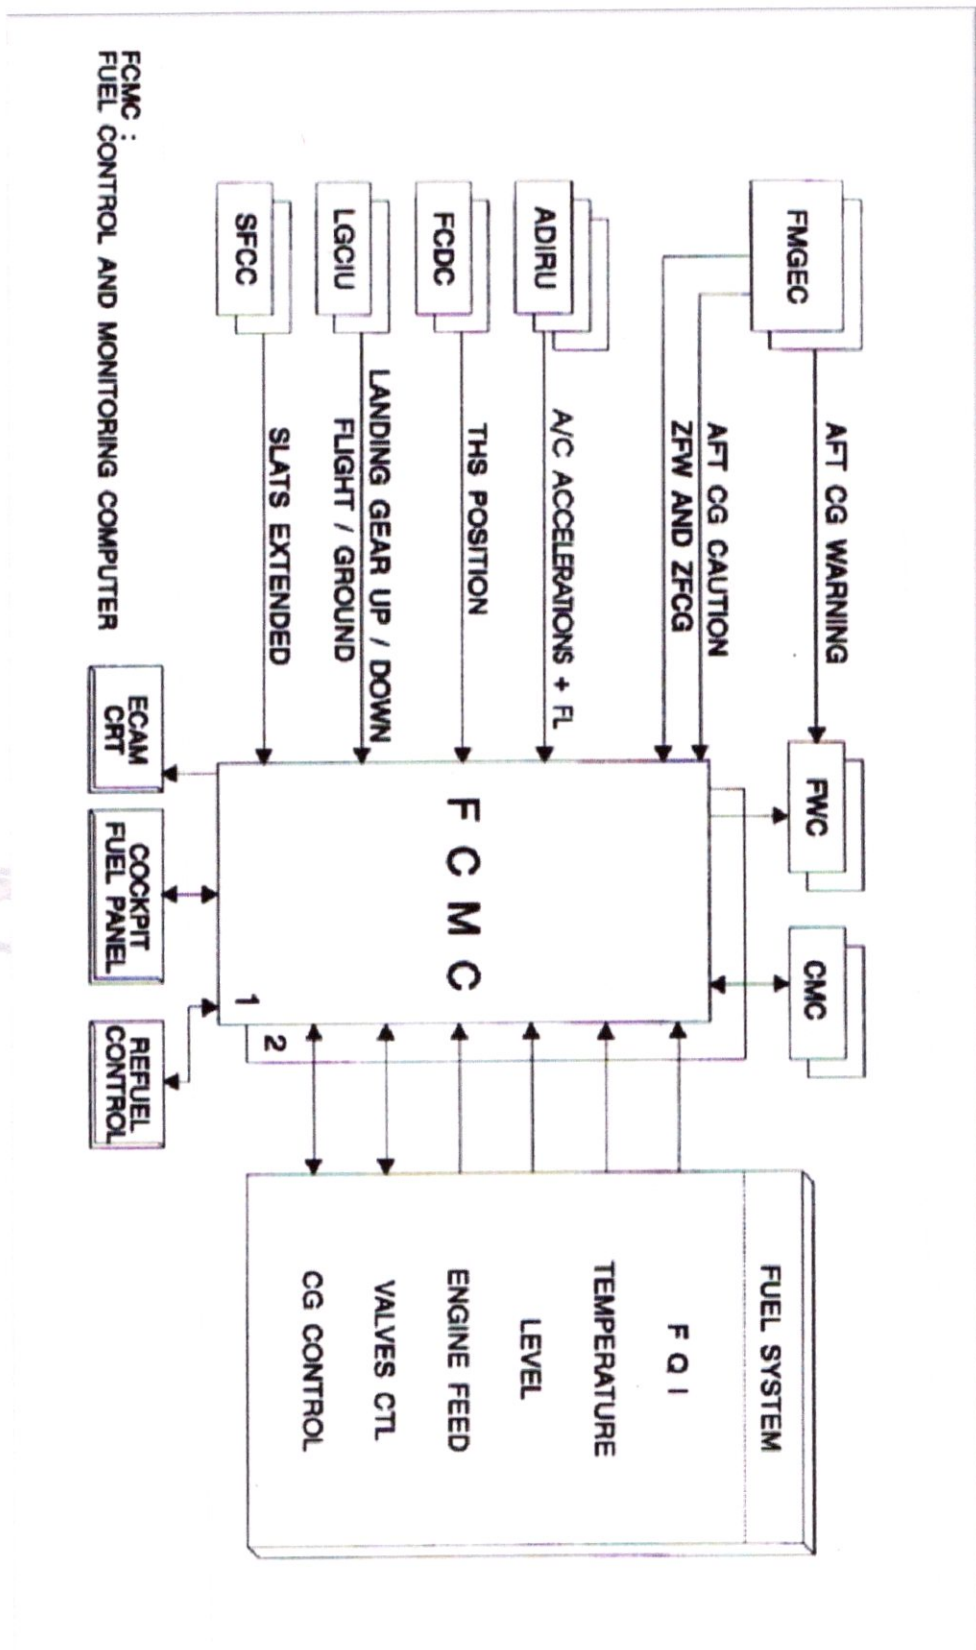 FMGEC
AFT CG WARNING
FWC
CMC
AFT CG CAUTION
ZFW AND ZFCG
ADIRU
A/C ACCELERATIONS + FL
FCDC
THS POSITION
LGCIU
LANDING GEAR UP / DOWN
FLIGHT / GROUND
SFCC
SLATS EXTENDED
F C M C
1
2
FUEL SYSTEM
F Q I
TEMPERATURE
LEVEL
ENGINE FEED
VALVES CTL
CG CONTROL
ECAM
CRT
COCKPIT
FUEL PANEL
REFUEL
CONTROL
FCMC :
FUEL CONTROL AND MONITORING COMPUTER